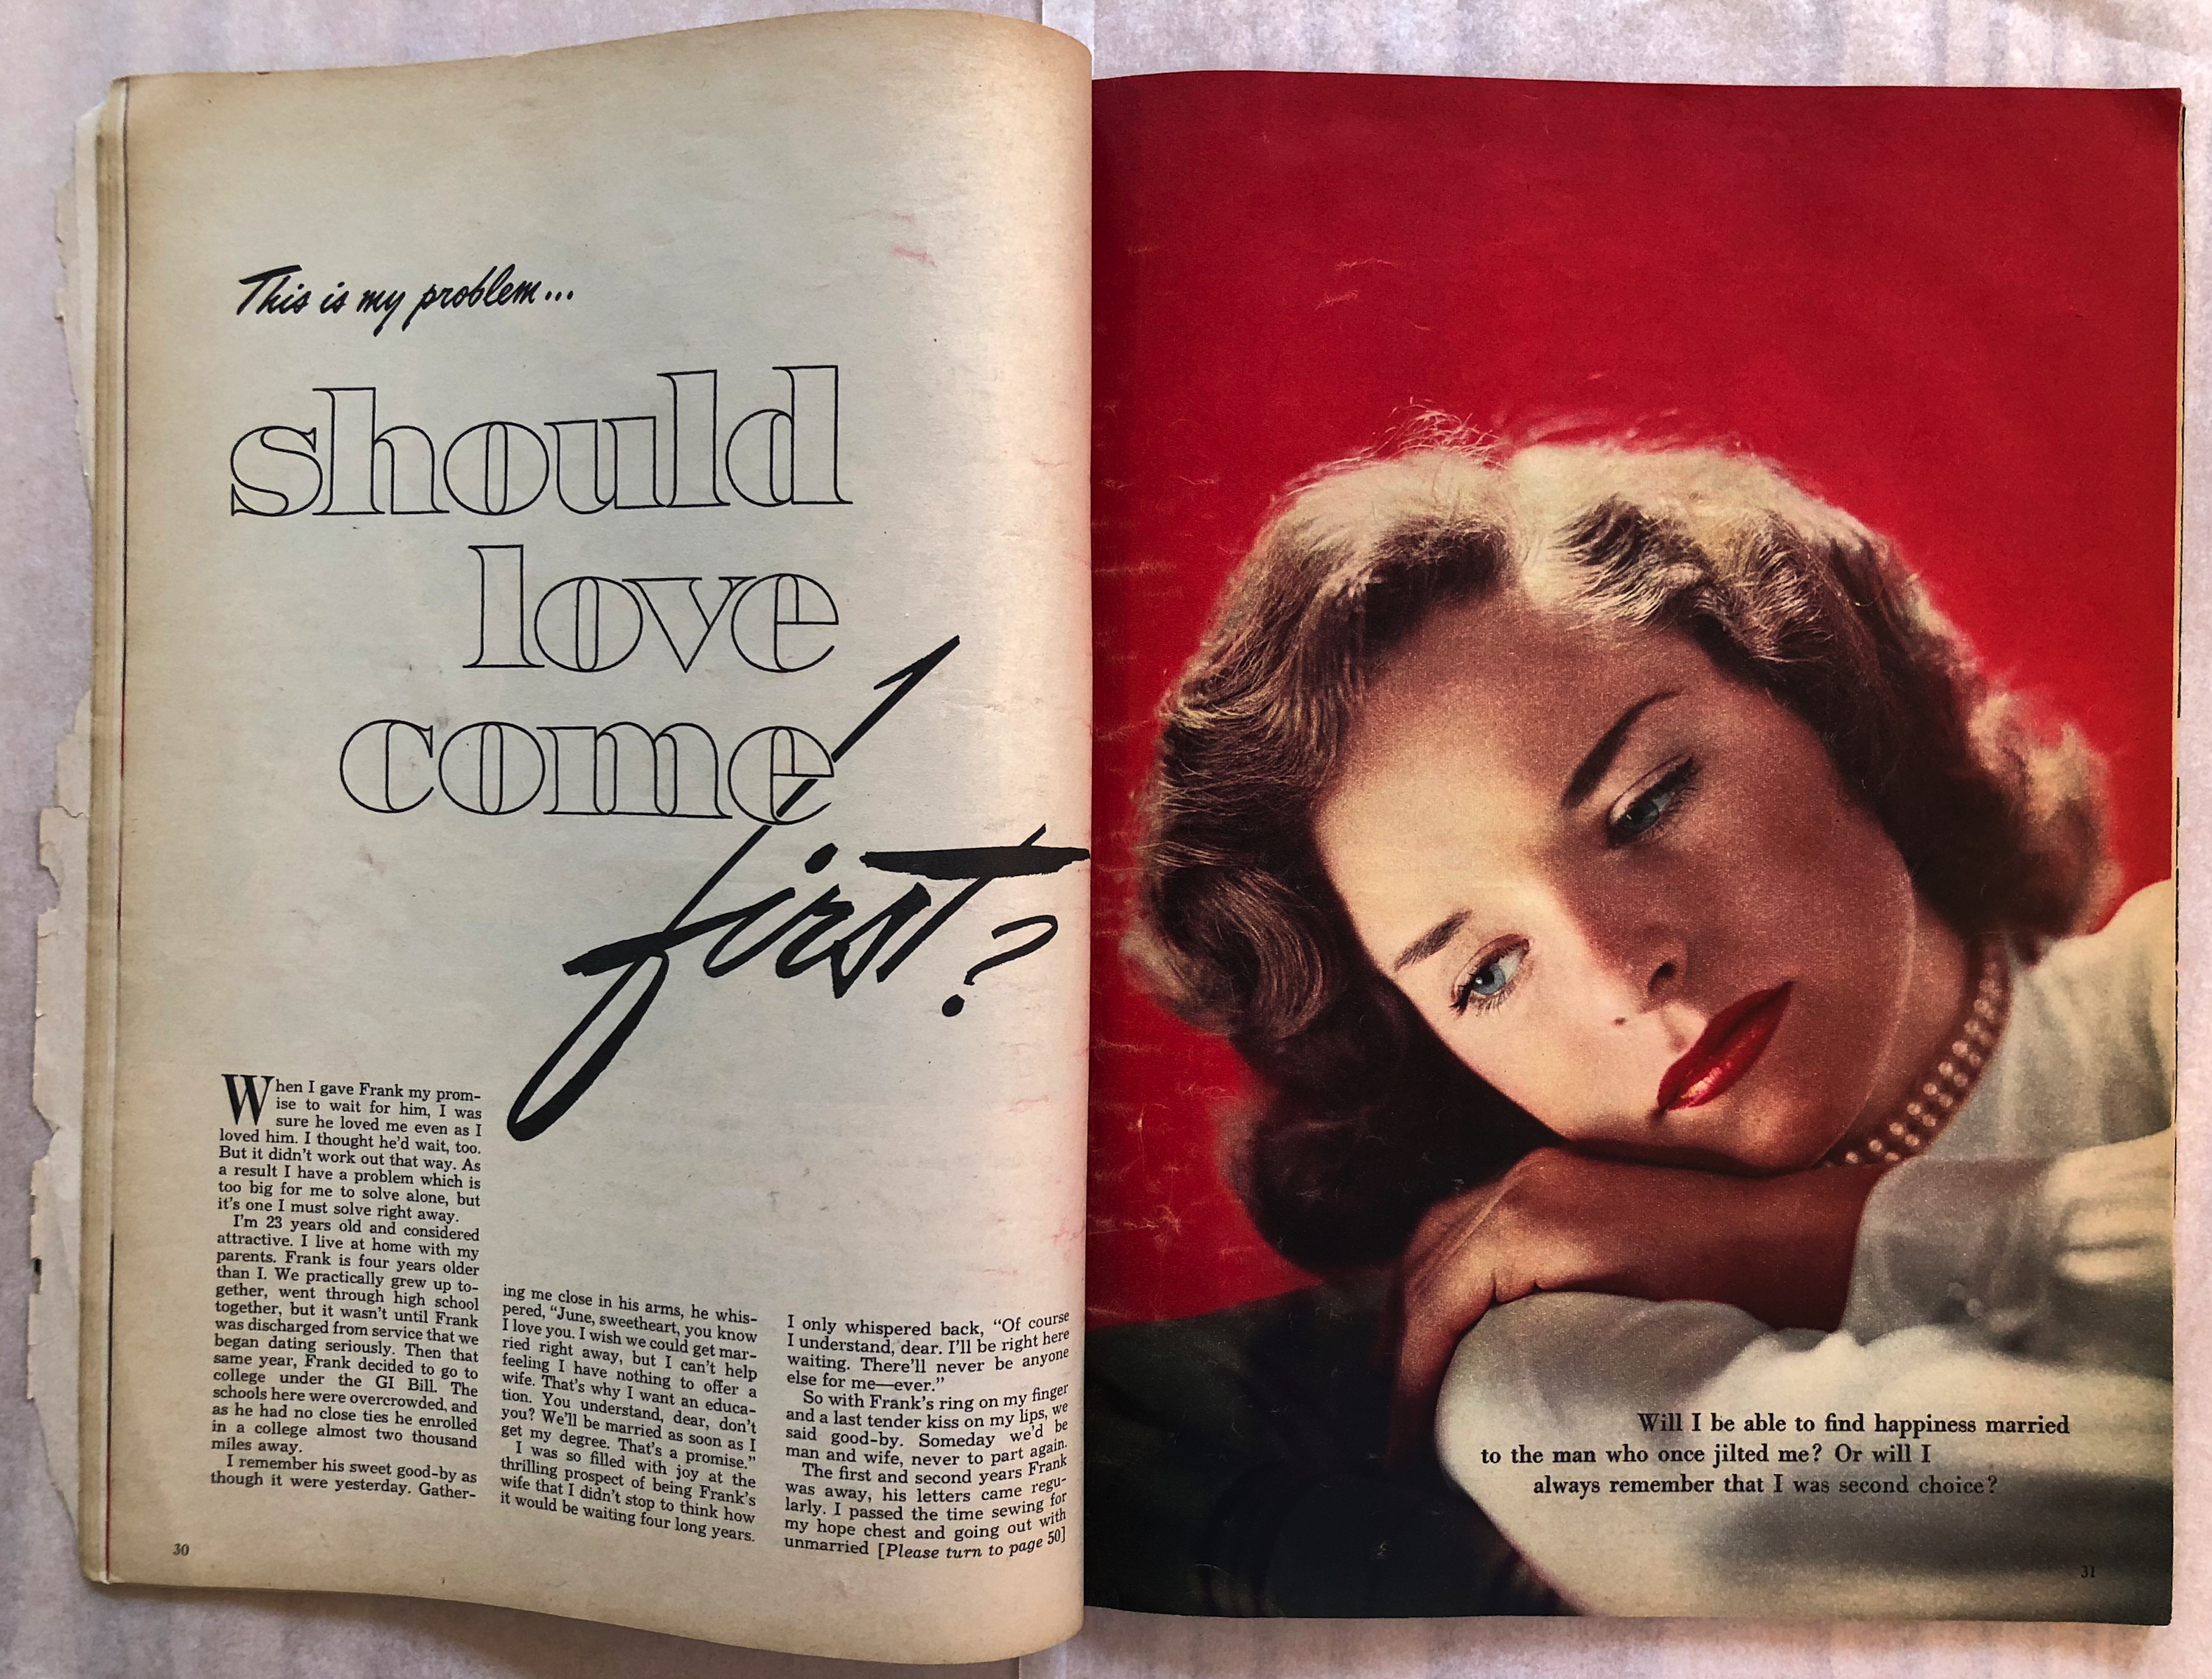 This is my problem...
should
love
come
first?
When I gave Frank my prom-
ise to wait for him, I was
sure he loved me even as I
loved him. I thought he'd wait, too.
But it didn't work out that way. As
a result I have a problem which is
too big for me to solve alone, but
it's one I must solve right away.
I'm 23 years old and considered
attractive. I live at home with my
parents. Frank is four years older
than I. We practically grew up to-
gether, went through high school
together, but it wasn't until Frank
was discharged from service that we
began dating seriously. Then that
same year, Frank decided to go to
college under the GI Bill. The
schools here were overcrowded, and
as he had no close ties he enrolled
in a college almost two thousand
miles away.
I remember his sweet good-by as
though it were yesterday. Gather-
ing me close in his arms, he whis-
pered, "June, sweetheart, you know
I love you. I wish we could get mar-
ried right away, but I can't help
feeling I have nothing to offer a
wife. That's why I want an educa-
tion. You understand, dear, don't
you? We'll be married as soon as I
get my degree. That's a promise."
I was so filled with joy at the
thrilling prospect of being Frank's
wife that I didn't stop to think how
it would be waiting four long years.
I only whispered back, "Of course
I understand, dear. I'll be right here
waiting. There'll never be anyone
else for me—ever."
So with Frank's ring on my finger
and a last tender kiss on my lips, we
said good-by. Someday we'd be
man and wife, never to part again.
The first and second years Frank
was away, his letters came regu-
larly. I passed the time sewing for
my hope chest and going out with
unmarried [Please turn to page 50]
30
Will I be able to find happiness married
to the man who once jilted me? Or will I
always remember that I was second choice?
31